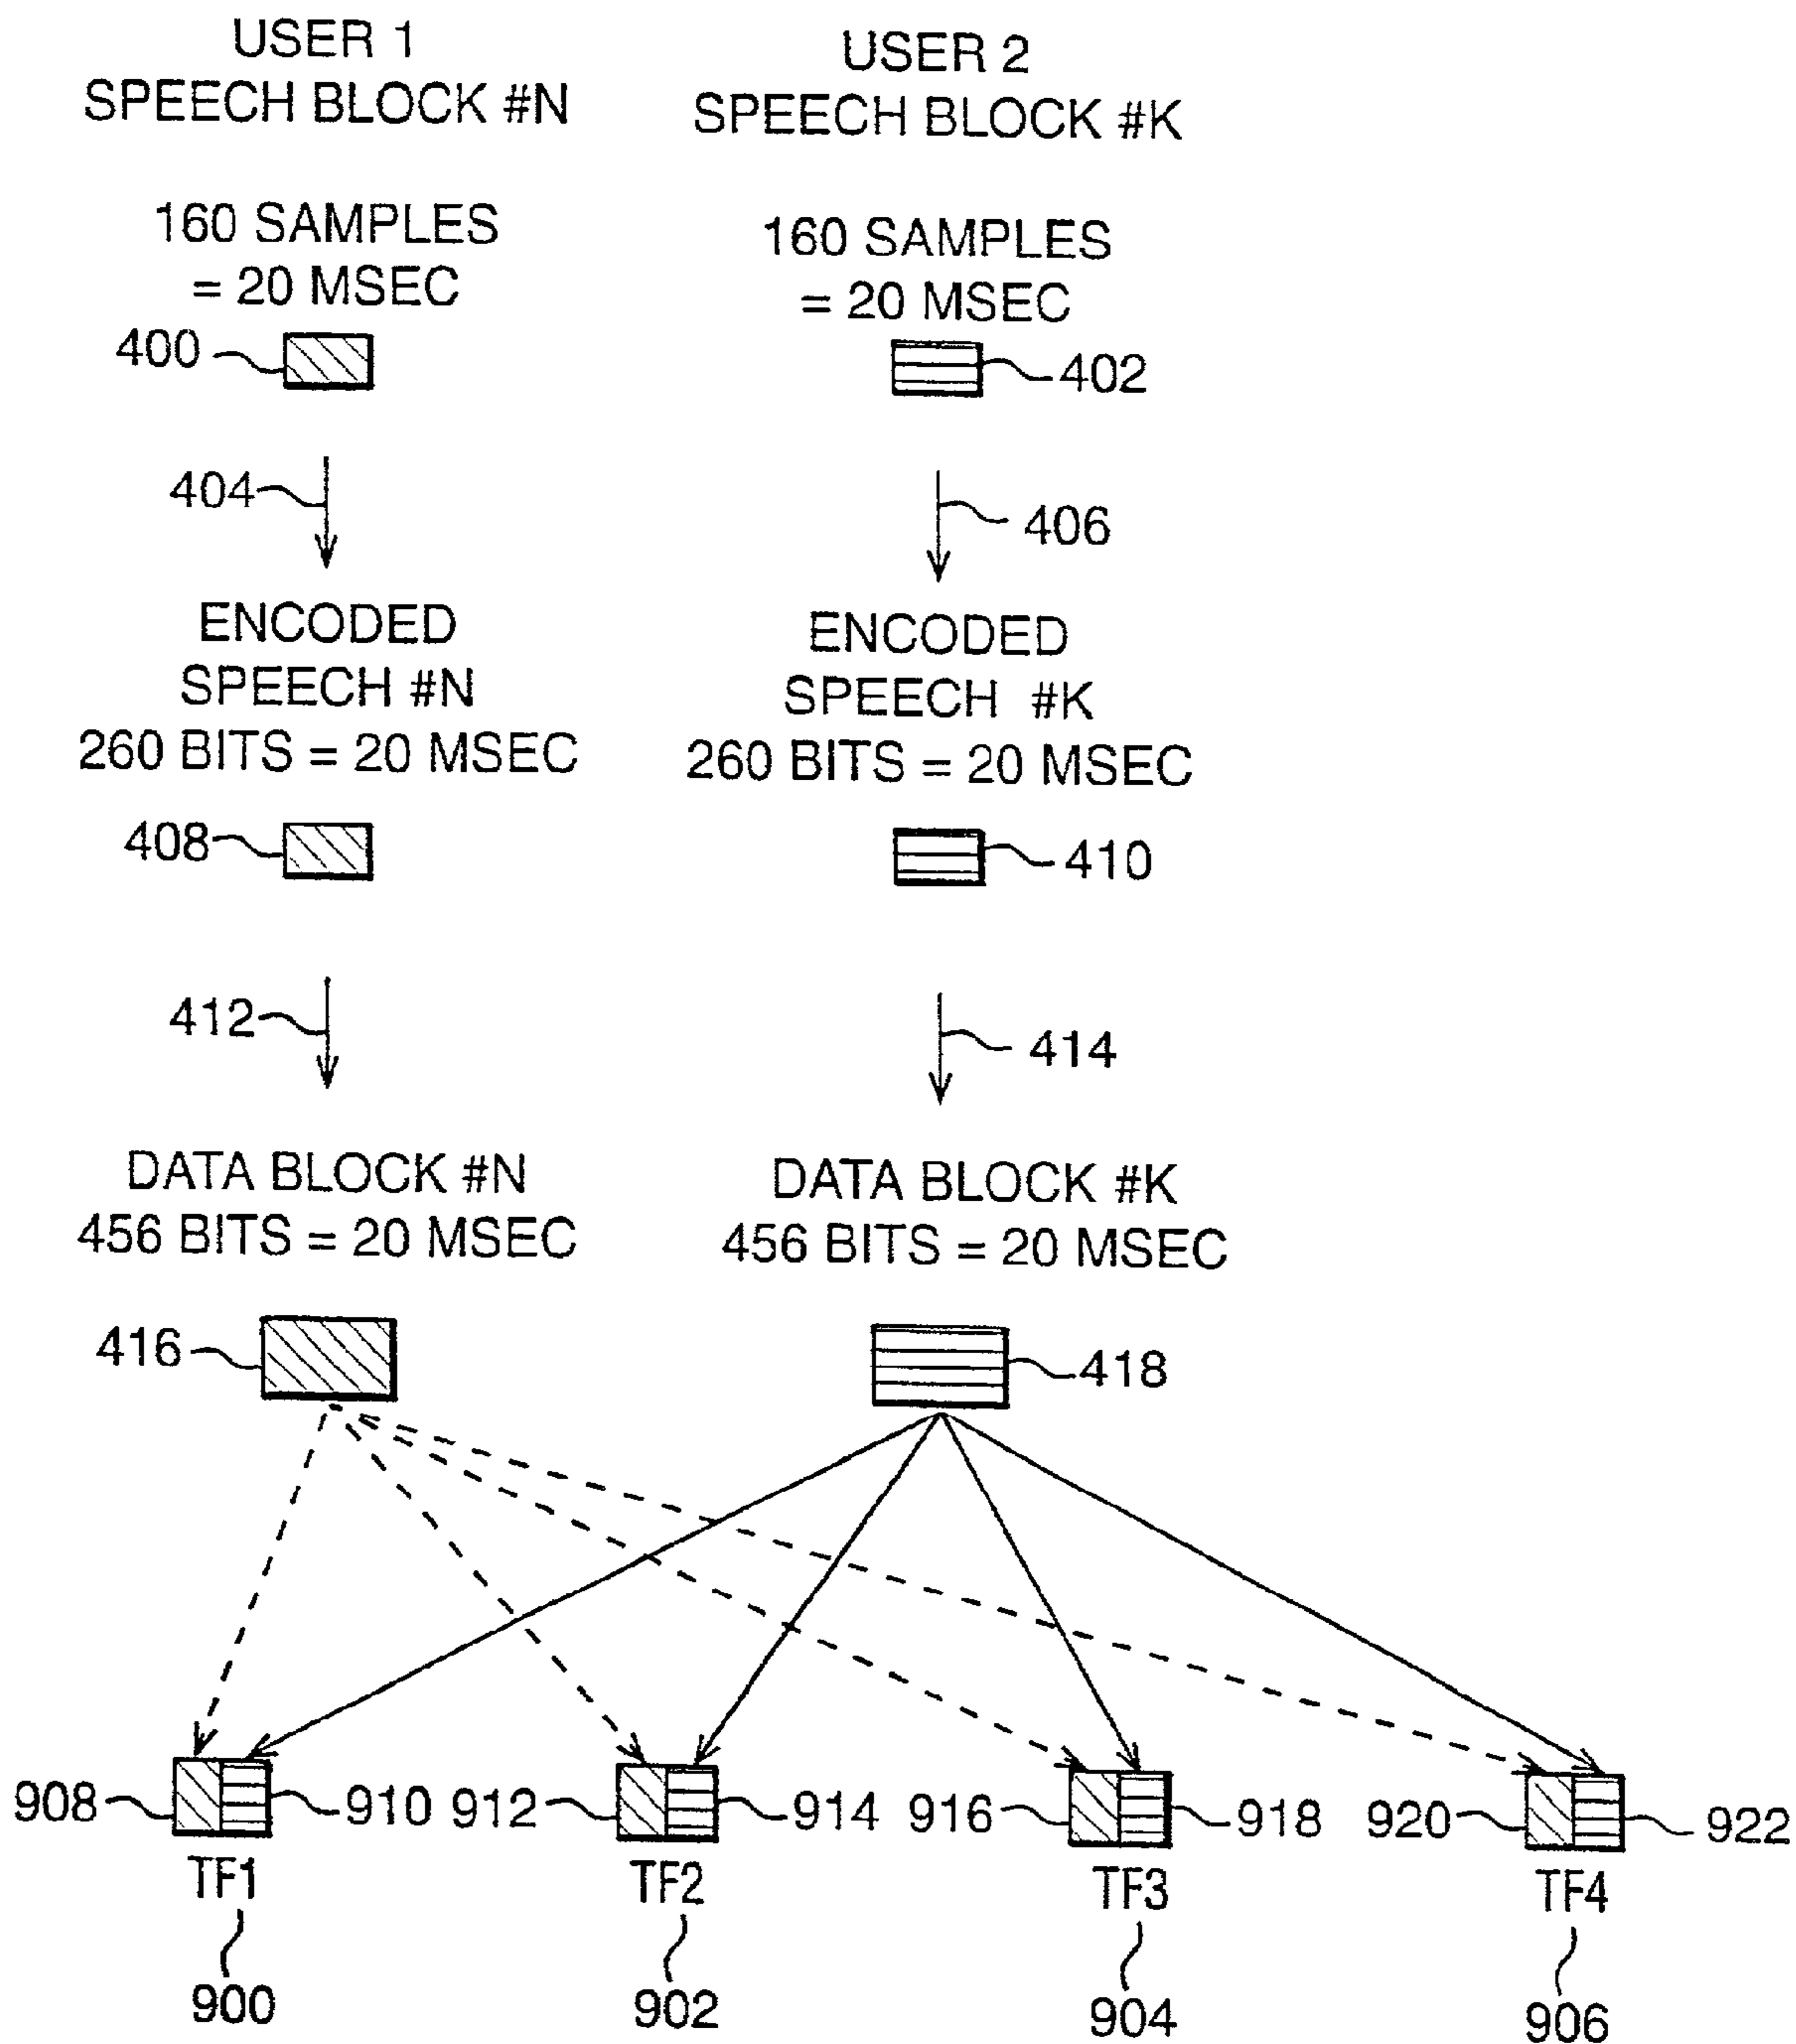 USER 1
SPEECH BLOCK #N
USER 2
SPEECH BLOCK #K
160 SAMPLES
= 20 MSEC
160 SAMPLES
= 20 MSEC
400
402
404
406
ENCODED
SPEECH #N
260 BITS = 20 MSEC
ENCODED
SPEECH #K
260 BITS = 20 MSEC
408
410
412
414
DATA BLOCK #N
456 BITS = 20 MSEC
DATA BLOCK #K
456 BITS = 20 MSEC
416
418
908
910
912
914
916
918
920
922
TF1
TF2
TF3
TF4
900
902
904
906